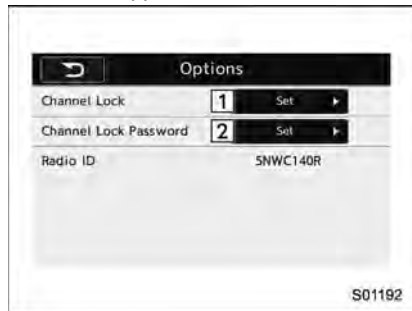 Options
Channel Lock 1 Set
Channel Lock Password 2 Set
Radio ID 5NWC140R
S01192